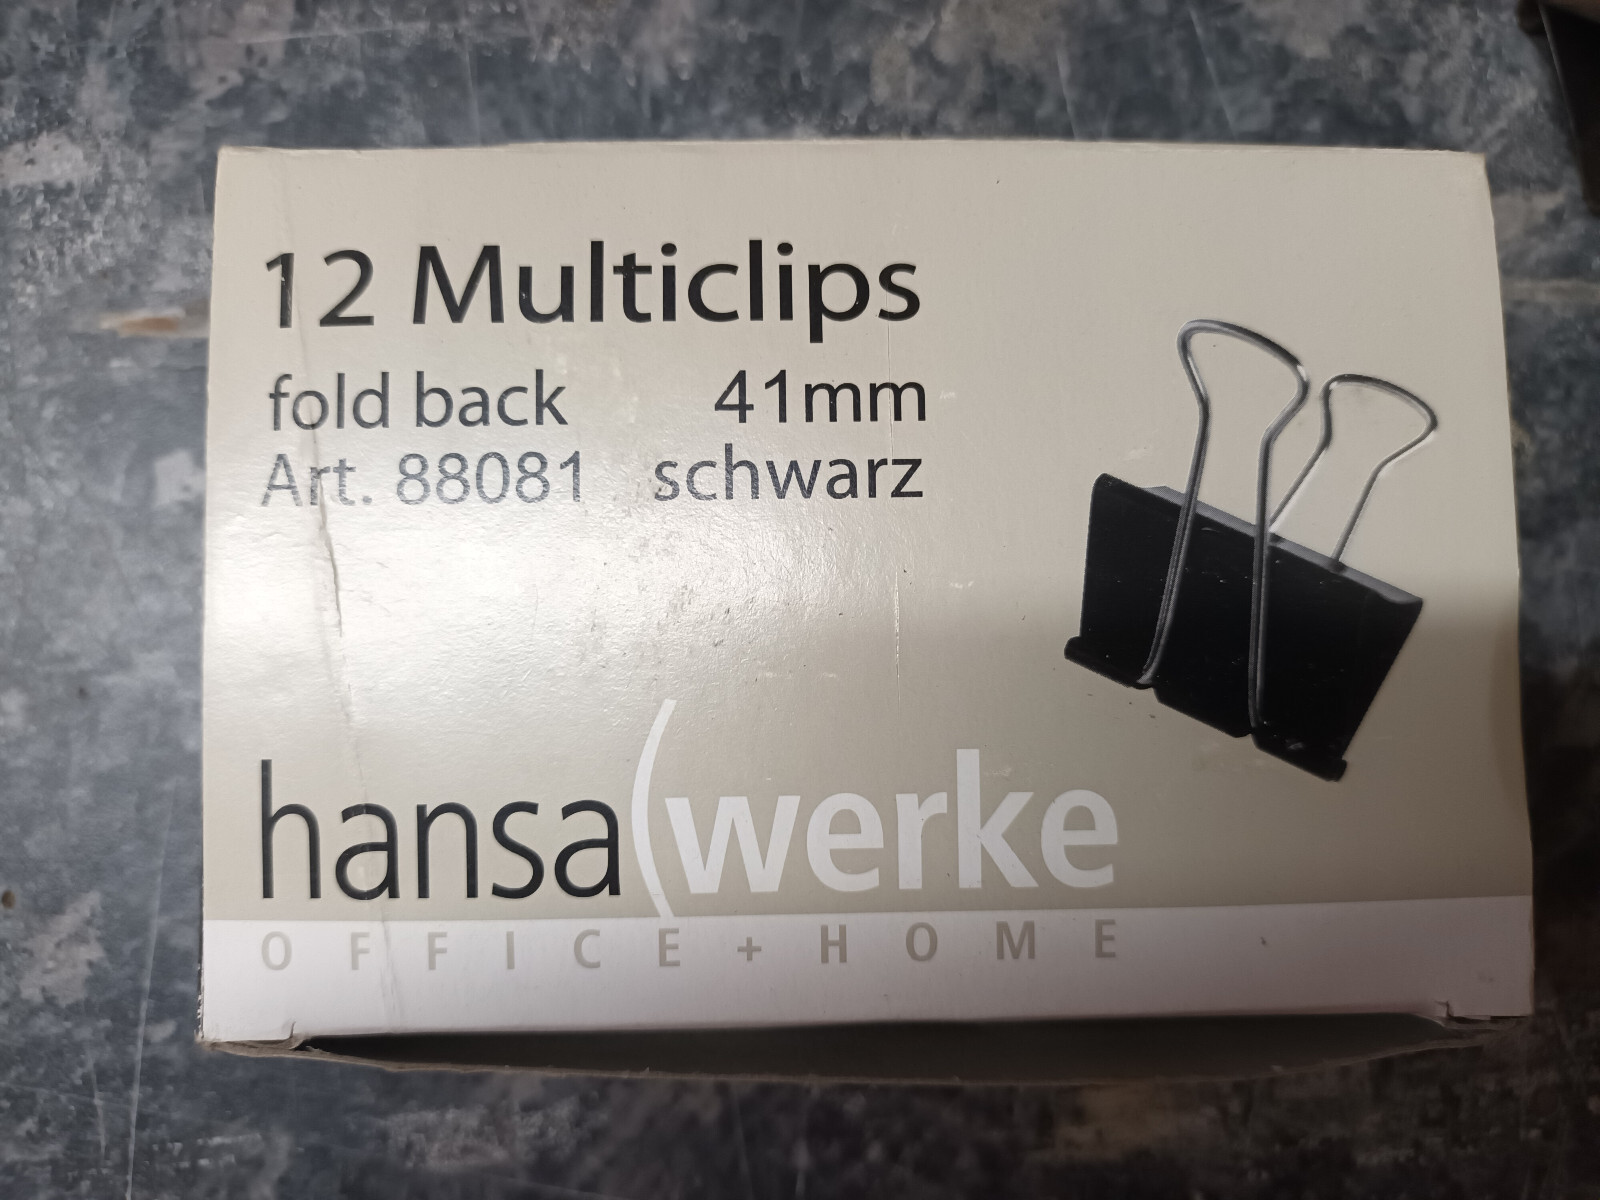 12 Multiclips
fold back 41mm
Art. 88081 schwarz
hansa(werke
OFFICE+HOME